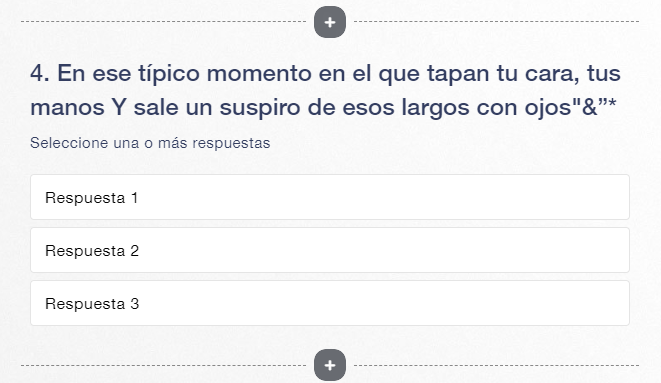 4. En ese típico momento en el que tapan tu cara, tus
manos Y sale un suspiro de esos largos con ojos"&”*
Seleccione una o más respuestas
Respuesta 1
Respuesta 2
Respuesta 3